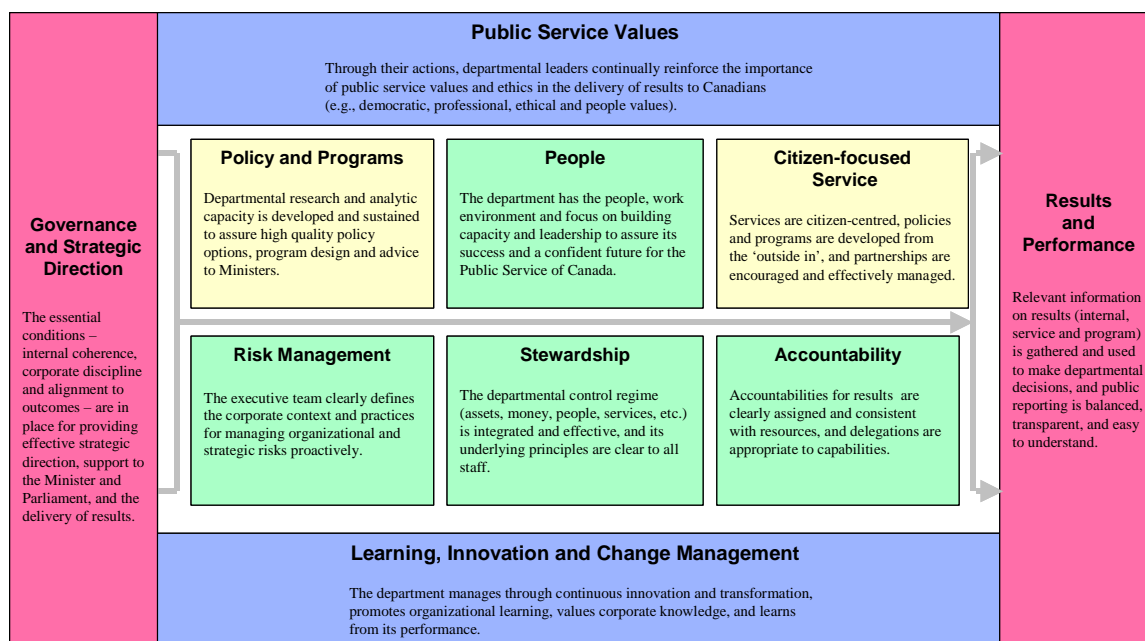 Public Service Values
Through their actions, departmental leaders continually reinforce the importance
of public service values and ethics in the delivery of results to Canadians
(e.g., democratic, professional, ethical and people values).
Governance
and Strategic
Direction
The essential
conditions –
internal coherence,
corporate discipline
and alignment to
outcomes – are in
place for providing
effective strategic
direction, support to
the Minister and
Parliament, and the
delivery of results.
Policy and Programs
Departmental research and analytic
capacity is developed and sustained
to assure high quality policy
options, program design and advice
to Ministers.
People
The department has the people, work
environment and focus on building
capacity and leadership to assure its
success and a confident future for the
Public Service of Canada.
Citizen-focused
Service
Services are citizen-centred, policies
and programs are developed from
the ‘outside in’, and partnerships are
encouraged and effectively managed.
Risk Management
The executive team clearly defines
the corporate context and practices
for managing organizational and
strategic risks proactively.
Stewardship
The departmental control regime
(assets, money, people, services, etc.)
is integrated and effective, and its
underlying principles are clear to all
staff.
Accountability
Accountabilities for results are
clearly assigned and consistent
with resources, and delegations are
appropriate to capabilities.
Results
and
Performance
Relevant information
on results (internal,
service and program)
is gathered and used
to make departmental
decisions, and public
reporting is balanced,
transparent, and easy
to understand.
Learning, Innovation and Change Management
The department manages through continuous innovation and transformation,
promotes organizational learning, values corporate knowledge, and learns
from its performance.